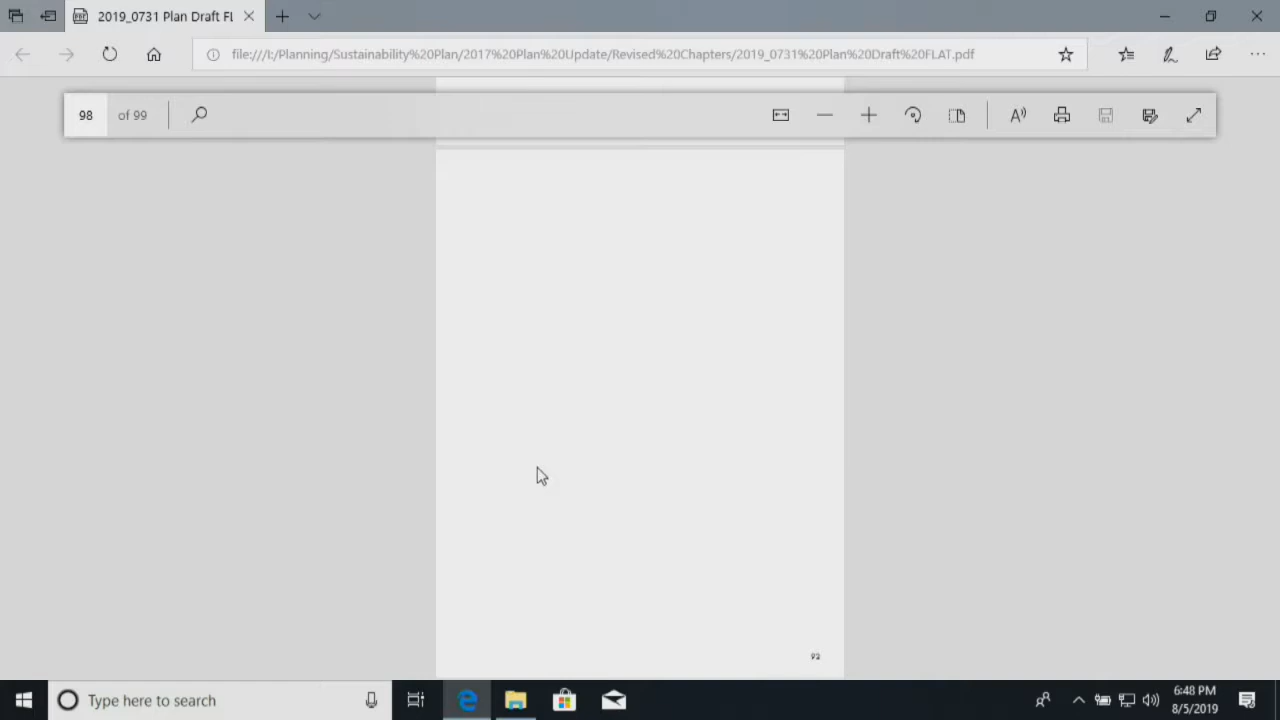 2019_0731 Plan Draft FL
file:///I:/Planning/Sustainability%20Plan/2017%20Plan%20Update/Revised%20Chapters/2019_0731%20Plan%20Draft%20FLAT.pdf
98 of 99
Type here to search
6:48 PM
8/5/2019